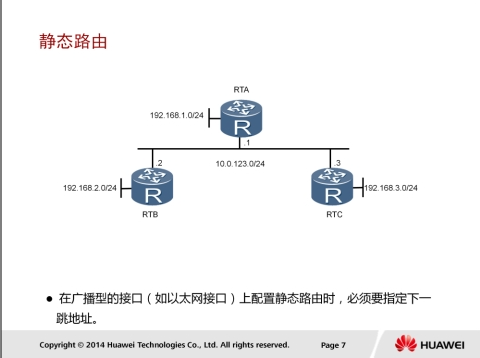 静态路由
RTA
192.168.1.0/24
R
.1
.2
10.0.123.0/24
.3
192.168.2.0/24
R
R
192.168.3.0/24
RTB
RTC
● 在广播型的接口（如以太网接口）上配置静态路由时，必须要指定下一
跳地址。
Copyright © 2014 Huawei Technologies Co., Ltd. All rights reserved.
Page 7
HUAWEI